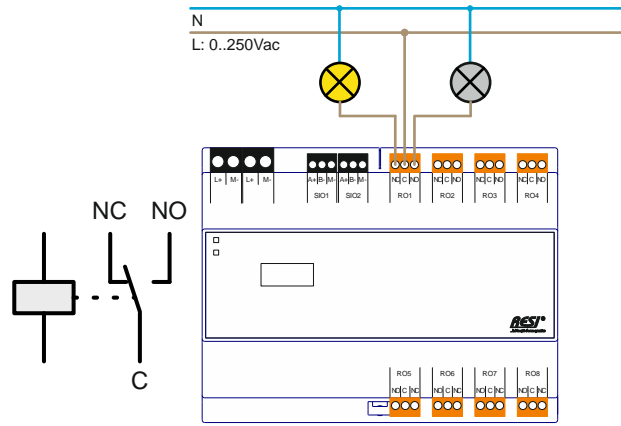 N
L: 0..250Vac
L+ M- L+ M- A+ B- M- A+ B- M- NC C NO NC C NO NC C NO NC C NO
SIO1 SIO2 RO1 RO2 RO3 RO4
NC NO
C
RESI®
RO5 RO6 RO7 RO8
NO C NC NO C NC NO C NC NO C NC